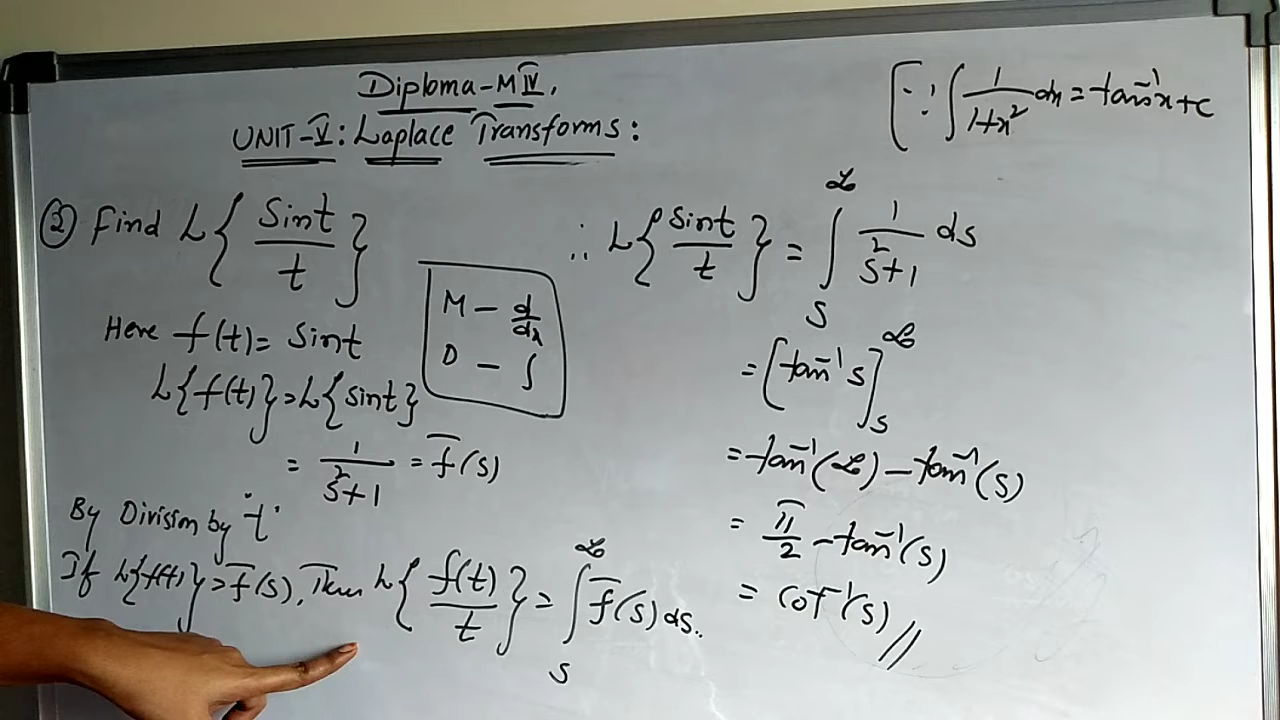 Diploma-M IV.
UNIT-V: Laplace Transforms:
[∵ ∫ 1/(1+x²) dx = tan⁻¹x + c
② Find L{Sint/t}
Here f(t) = Sint
L{f(t)} = L{Sint}
= 1/(s²+1) = f̅(s)
M – d/dx
D – ∫
By Division by 't'
If L{f(t)} = f̅(s), Then L{f(t)/t} = ∫_s^∞ f̅(s) ds.
∴ L{Sint/t} = ∫_s^∞ 1/(s²+1) ds
= [tan⁻¹s]_s^∞
= tan⁻¹(∞) – tan⁻¹(s)
= π/2 – tan⁻¹(s)
= cot⁻¹(s) //